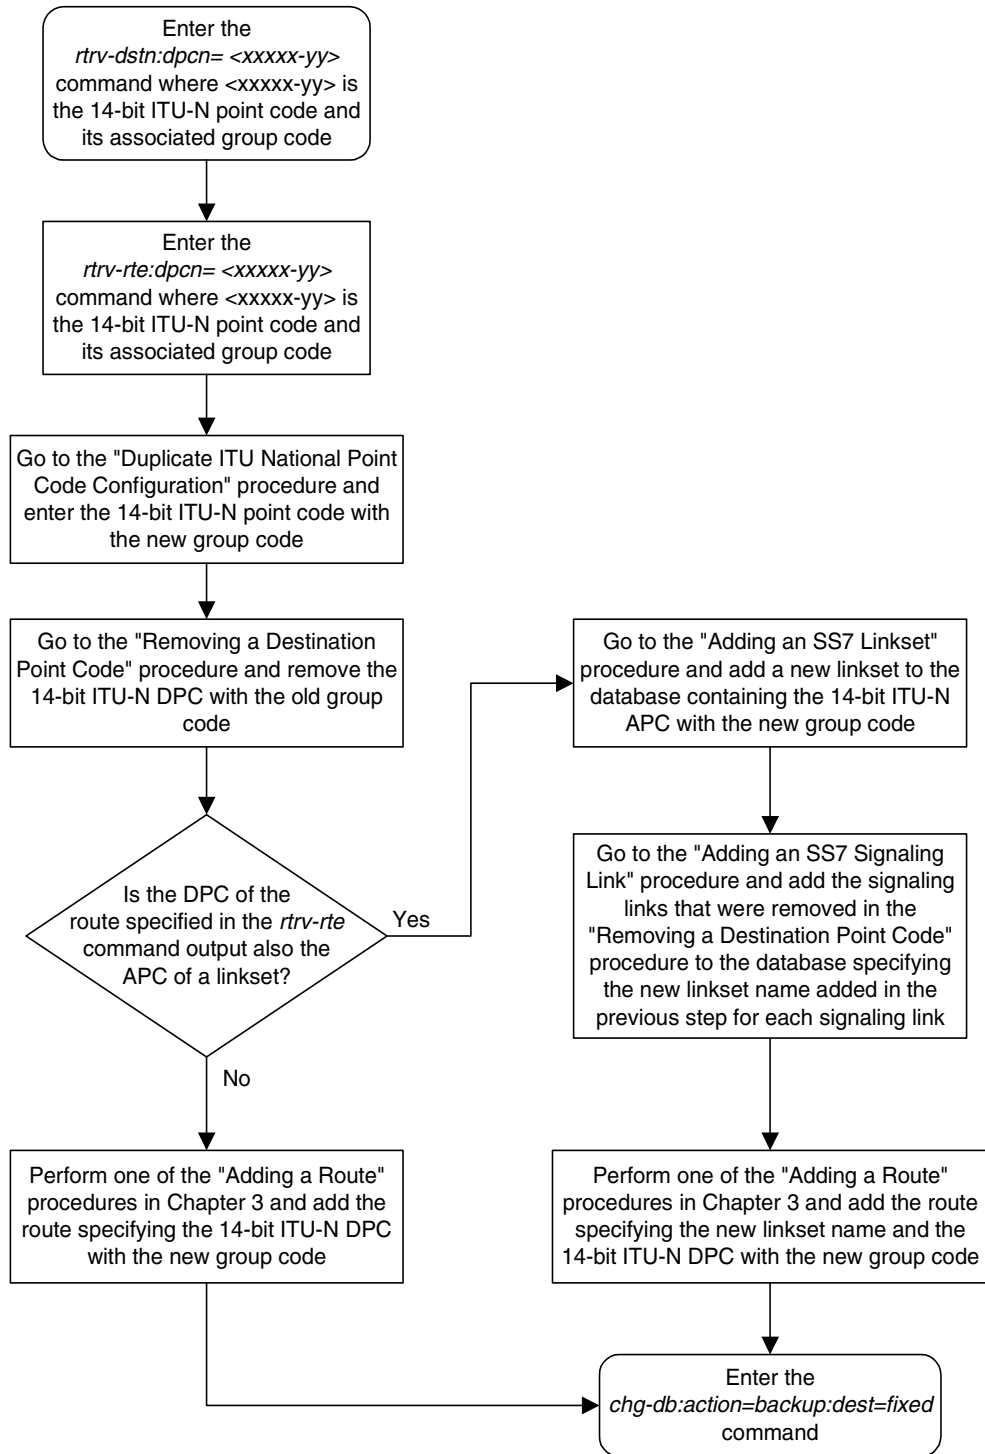 Enter the
rtrv-dstn:dpcn= <xxxxx-yy>
command where <xxxxx-yy> is
the 14-bit ITU-N point code and
its associated group code
Enter the
rtrv-rte:dpcn= <xxxxx-yy>
command where <xxxxx-yy> is
the 14-bit ITU-N point code and
its associated group code
Go to the "Duplicate ITU National Point
Code Configuration" procedure and
enter the 14-bit ITU-N point code with
the new group code
Go to the "Removing a Destination
Point Code" procedure and remove the
14-bit ITU-N DPC with the old group
code
Is the DPC of the
route specified in the rtrv-rte
command output also the
APC of a linkset?
Yes
No
Go to the "Adding an SS7 Linkset"
procedure and add a new linkset to the
database containing the 14-bit ITU-N
APC with the new group code
Go to the "Adding an SS7 Signaling
Link" procedure and add the signaling
links that were removed in the
"Removing a Destination Point Code"
procedure to the database specifying
the new linkset name added in the
previous step for each signaling link
Perform one of the "Adding a Route"
procedures in Chapter 3 and add the
route specifying the 14-bit ITU-N DPC
with the new group code
Perform one of the "Adding a Route"
procedures in Chapter 3 and add the route
specifying the new linkset name and the
14-bit ITU-N DPC with the new group code
Enter the
chg-db:action=backup:dest=fixed
command